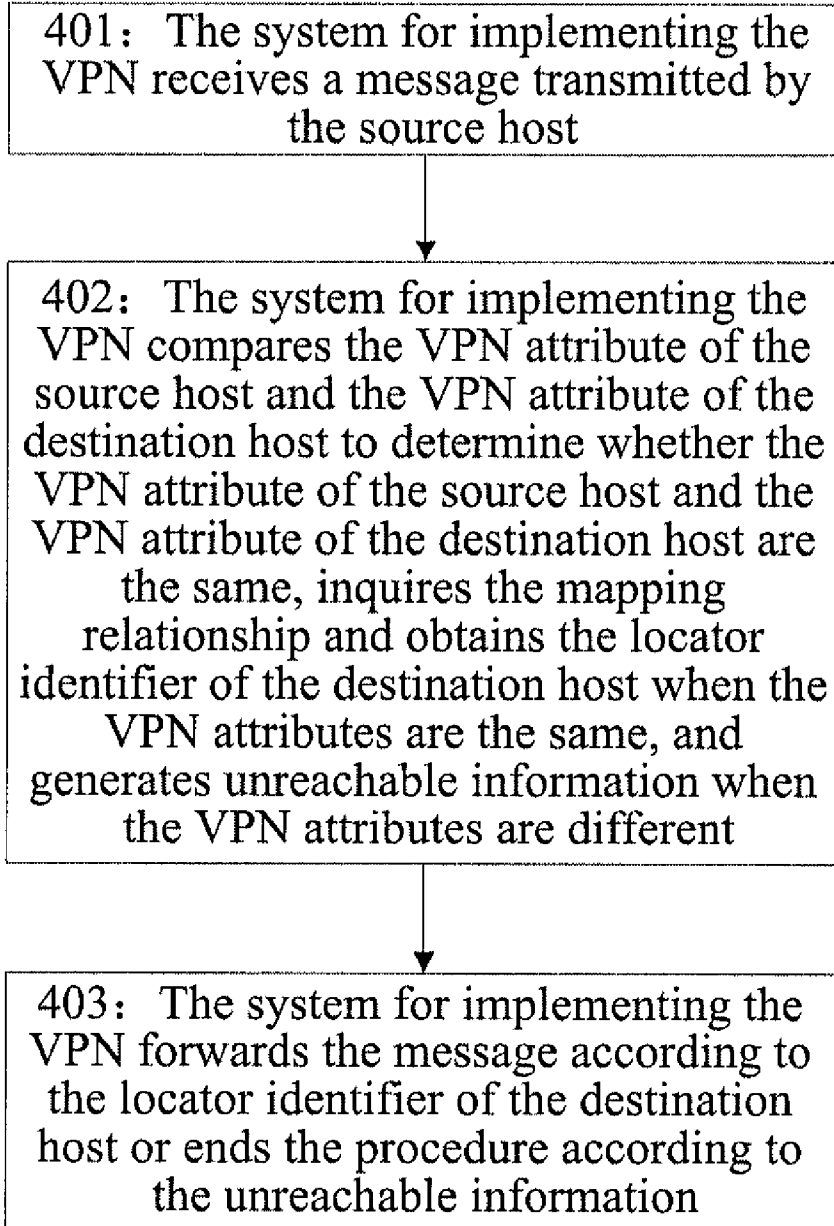 401： The system for implementing the
VPN receives a message transmitted by
the source host
402： The system for implementing the
VPN compares the VPN attribute of the
source host and the VPN attribute of the
destination host to determine whether the
VPN attribute of the source host and the
VPN attribute of the destination host are
the same, inquires the mapping
relationship and obtains the locator
identifier of the destination host when the
VPN attributes are the same, and
generates unreachable information when
the VPN attributes are different
403： The system for implementing the
VPN forwards the message according to
the locator identifier of the destination
host or ends the procedure according to
the unreachable information